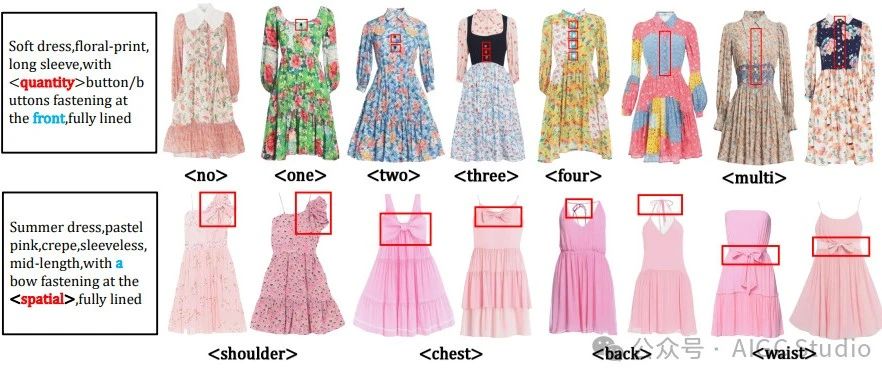 Soft dress,floral-print,
long sleeve,with
<quantity>button/b
uttons fastening at
the front,fully lined
<no>
<one>
<two>
<three>
<four>
<multi>
Summer dress,pastel
pink,crepe,sleeveless,
mid-length,with a
bow fastening at the
<spatial>,fully lined
<shoulder>
<chest>
<back>
<waist>
公众号 · AIGC Studio